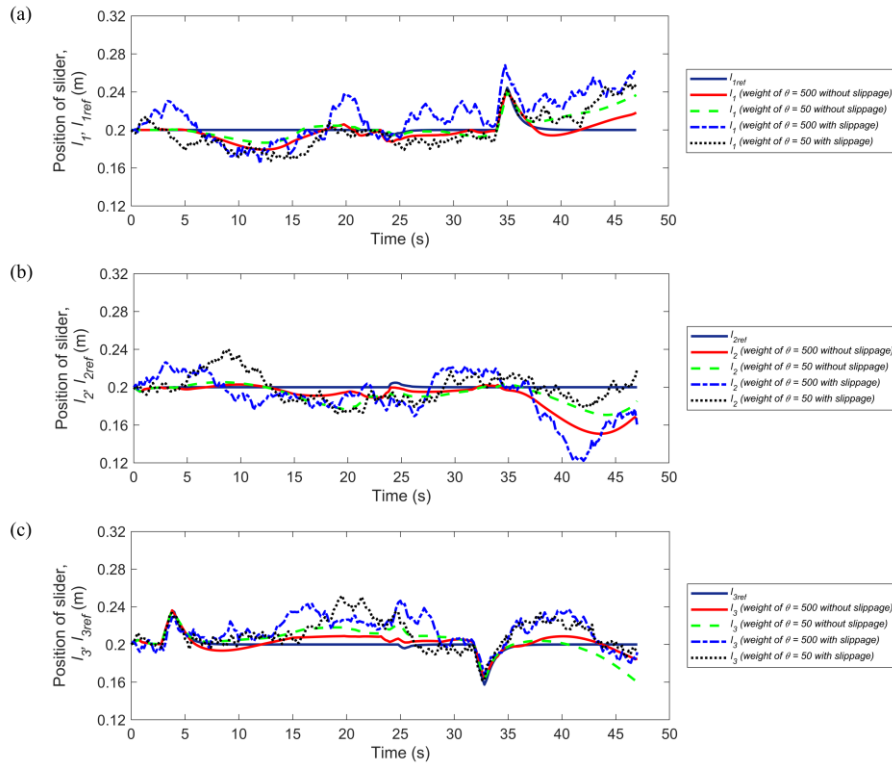 (a)
0.32
0.28
0.24
0.2
0.16
0.12
Position of slider,
l1, l1ref (m)
0 5 10 15 20 25 30 35 40 45 50
Time (s)
l1ref
l1 (weight of θ = 500 without slippage)
l1 (weight of θ = 50 without slippage)
l1 (weight of θ = 500 with slippage)
l1 (weight of θ = 50 with slippage)
(b)
0.32
0.28
0.24
0.2
0.16
0.12
Position of slider,
l2, l2ref (m)
0 5 10 15 20 25 30 35 40 45 50
Time (s)
l2ref
l2 (weight of θ = 500 without slippage)
l2 (weight of θ = 50 without slippage)
l2 (weight of θ = 500 with slippage)
l2 (weight of θ = 50 with slippage)
(c)
0.32
0.28
0.24
0.2
0.16
0.12
Position of slider,
l3, l3ref (m)
0 5 10 15 20 25 30 35 40 45 50
Time (s)
l3ref
l3 (weight of θ = 500 without slippage)
l3 (weight of θ = 50 without slippage)
l3 (weight of θ = 500 with slippage)
l3 (weight of θ = 50 with slippage)